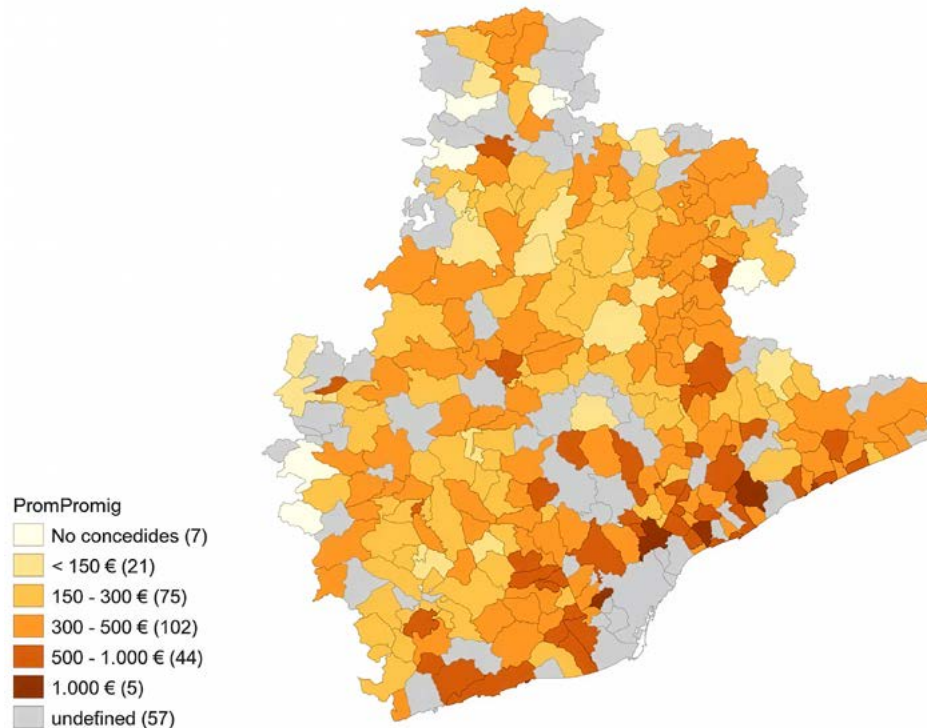 PromPromig
No concedides (7)
< 150 € (21)
150 - 300 € (75)
300 - 500 € (102)
500 - 1.000 € (44)
1.000 € (5)
undefined (57)